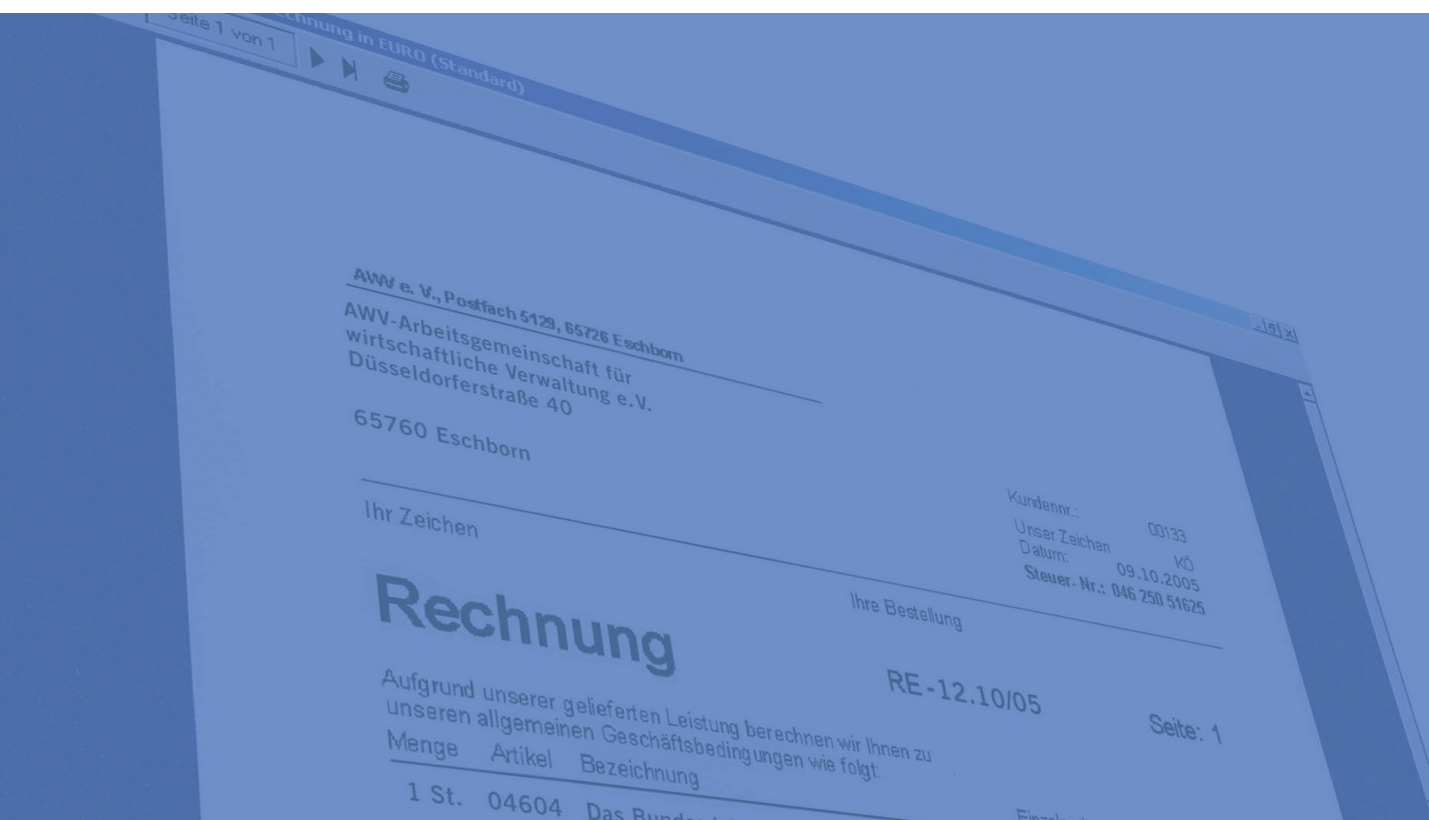 Rechnung in EURO (Standard)
Seite 1 von 1
AWV e. V., Postfach 5129, 65726 Eschborn
AWV-Arbeitsgemeinschaft für
wirtschaftliche Verwaltung e.V.
Düsseldorferstraße 40
65760 Eschborn
Kundennr.: 00133
Unser Zeichen KÖ
Datum: 09.10.2005
Steuer- Nr.: 046 250 51625
Ihr Zeichen
Ihre Bestellung
Rechnung
RE-12.10/05
Seite: 1
Aufgrund unserer gelieferten Leistung berechnen wir Ihnen zu
unseren allgemeinen Geschäftsbedingungen wie folgt:
Menge Artikel Bezeichnung
1 St. 04604 Das